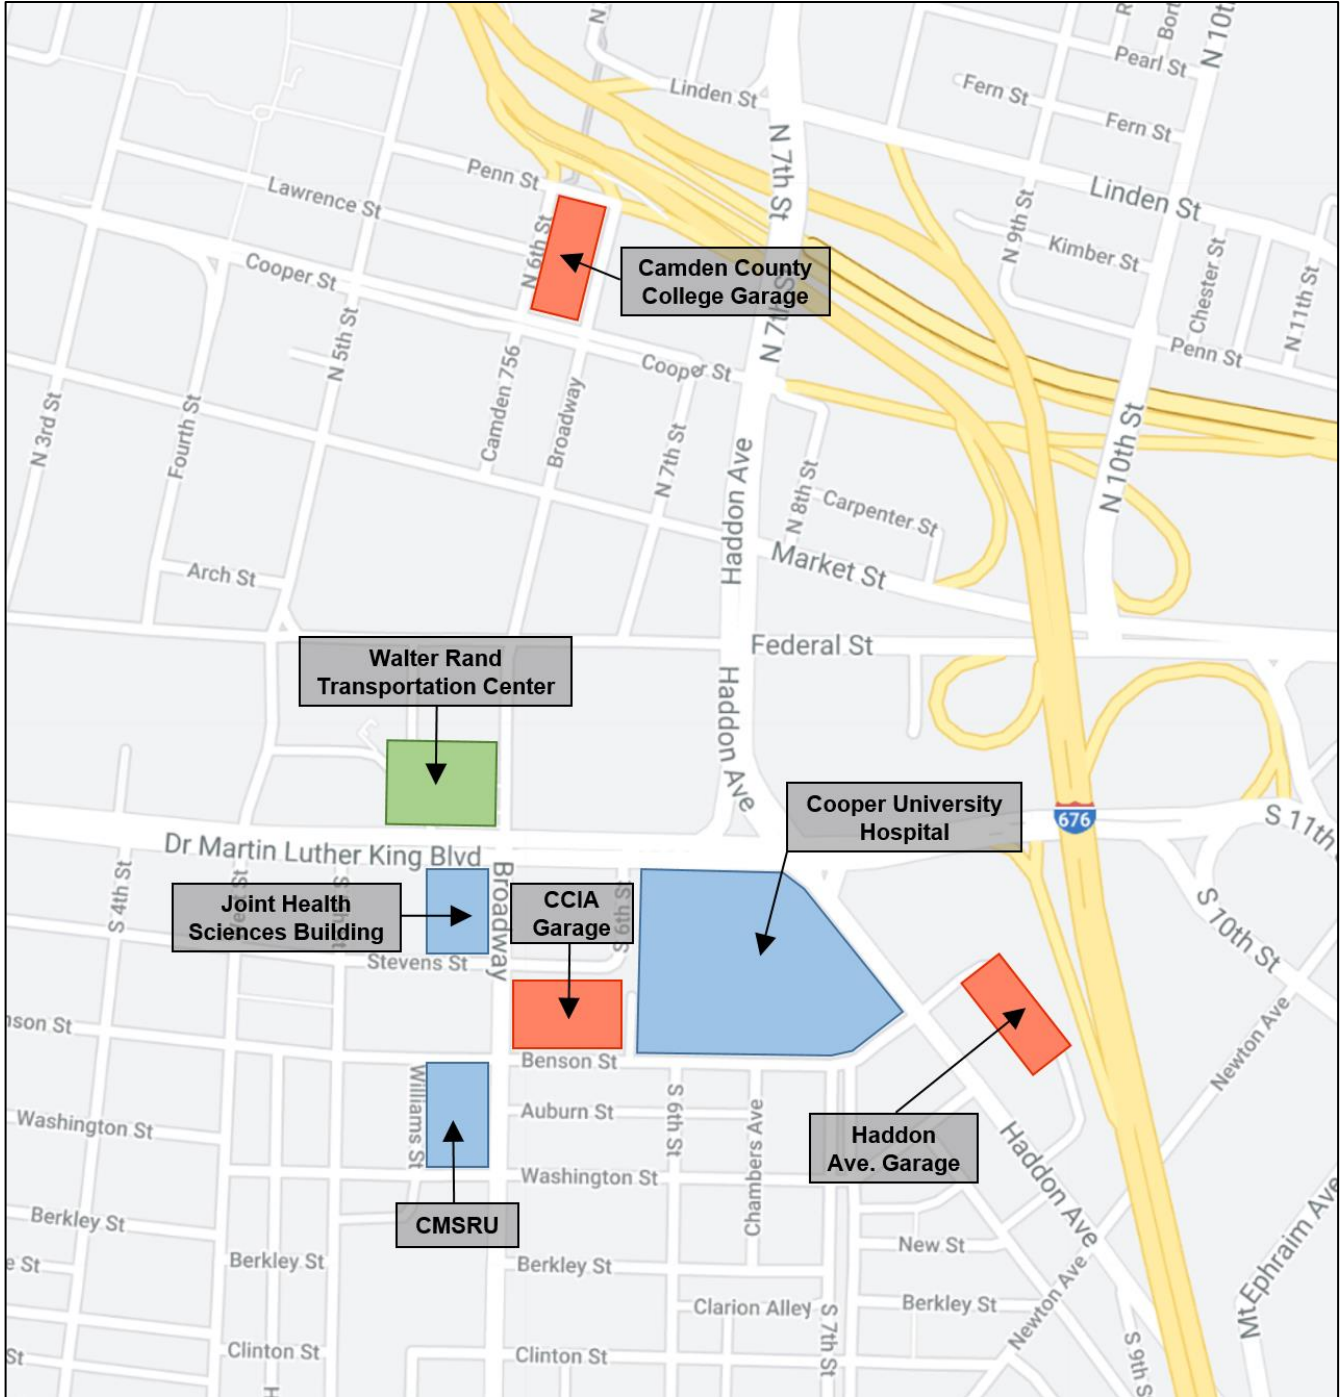 N
Bort
N 10th
Pearl St
Linden St
Fern St
Fern St
N 7th St
Penn St
Lawrence St
Linden St
N 9th St
N 6th St
Kimber St
Chester St
N 11th St
Cooper St
Camden County
College Garage
N 7th St
N 5th St
Penn St
Cooper St
Camden 756
Broadway
N 3rd St
Fourth St
N 7th St
Haddon Ave
N 8th St
N 10th St
Carpenter St
Market St
Arch St
Federal St
Walter Rand
Transportation Center
Haddon Ave
Cooper University
Hospital
676
S 11th
Dr Martin Luther King Blvd
Broadway
S 4th St
Joint Health
Sciences Building
CCIA
Garage
S 6th St
S 10th St
Stevens St
nson St
Benson St
Newton Ave
Williams St
Washington St
Auburn St
S 6th St
Chambers Ave
Haddon
Ave. Garage
Haddon Ave
Washington St
CMSRU
Berkley St
Berkley St
Berkley St
New St
e St
Mt Ephraim Ave
Clarion Alley
S 7th St
Berkley St
Newton Ave
St
Clinton St
Clinton St
S 9th S
H